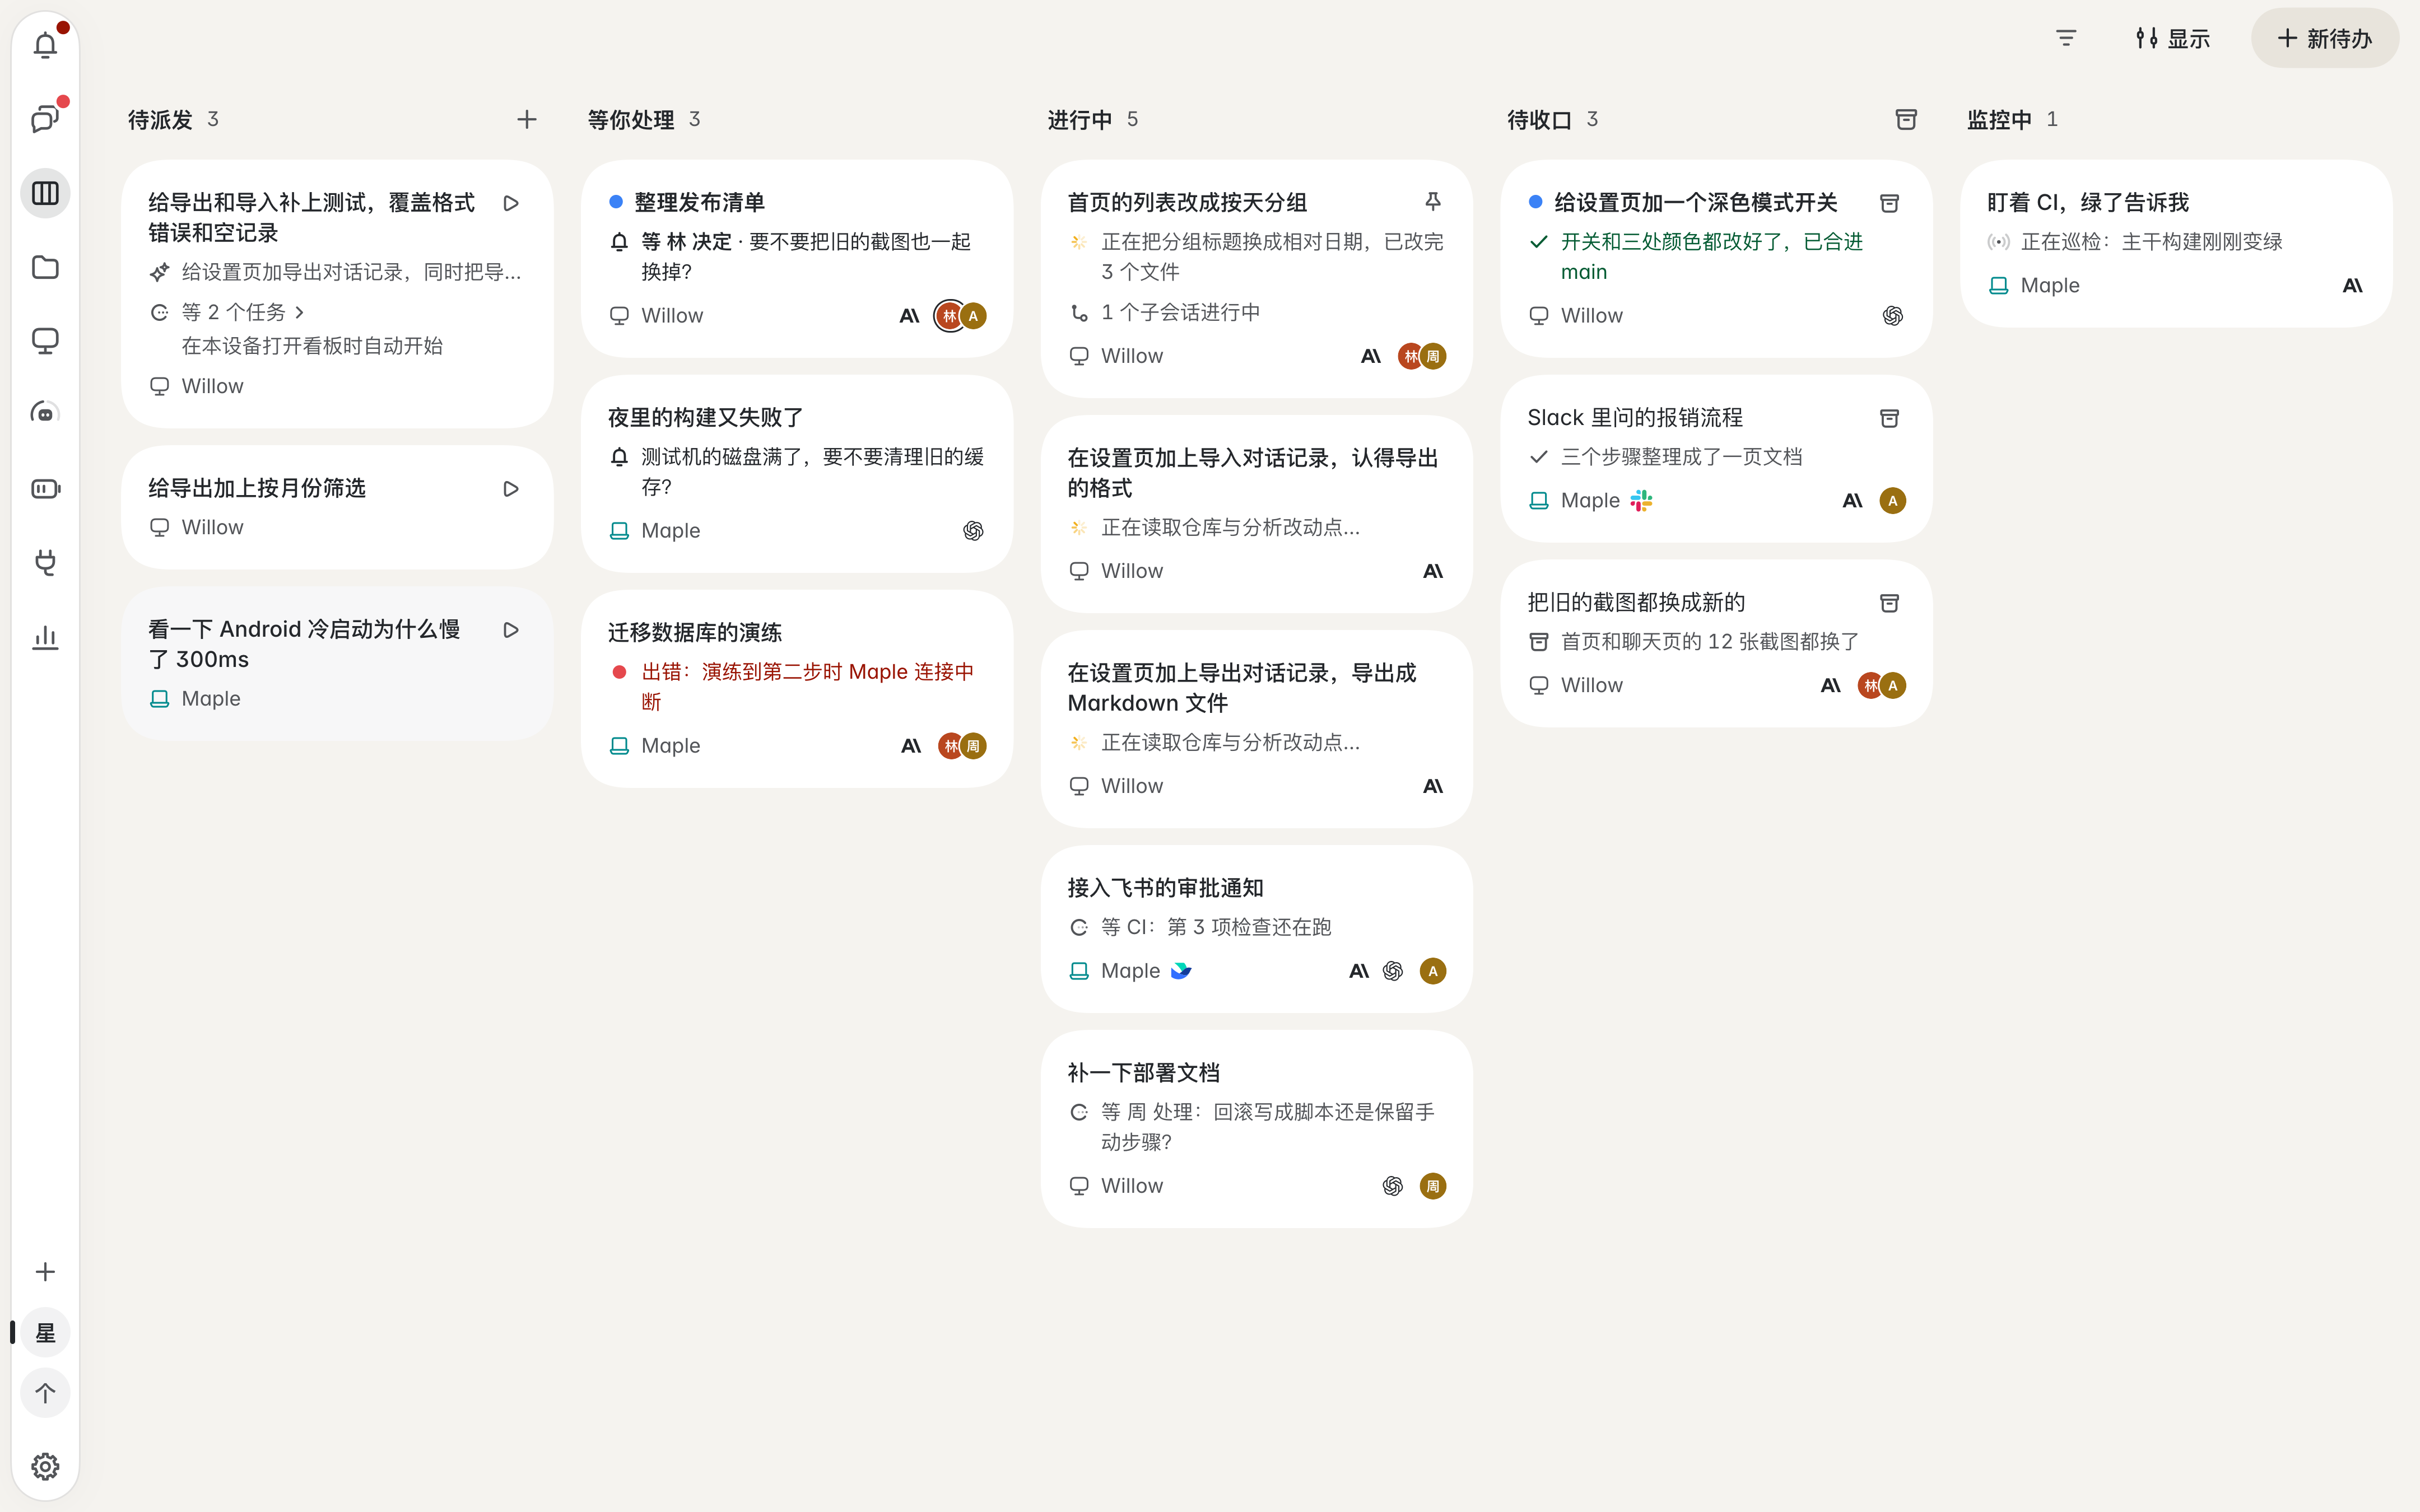 显示
新待办
待派发 3
给导出和导入补上测试，覆盖格式
错误和空记录
给设置页加导出对话记录，同时把导...
等 2 个任务
在本设备打开看板时自动开始
Willow
给导出加上按月份筛选
Willow
看一下 Android 冷启动为什么慢
了 300ms
Maple
等你处理 3
整理发布清单
等 林 决定 · 要不要把旧的截图也一起
换掉？
Willow
林
A
夜里的构建又失败了
测试机的磁盘满了，要不要清理旧的缓
存？
Maple
迁移数据库的演练
出错：演练到第二步时 Maple 连接中
断
Maple
林
周
进行中 5
首页的列表改成按天分组
正在把分组标题换成相对日期，已改完
3 个文件
1 个子会话进行中
Willow
林
周
在设置页加上导入对话记录，认得导出
的格式
正在读取仓库与分析改动点...
Willow
在设置页加上导出对话记录，导出成
Markdown 文件
正在读取仓库与分析改动点...
Willow
接入飞书的审批通知
等 CI：第 3 项检查还在跑
Maple
A
补一下部署文档
等 周 处理：回滚写成脚本还是保留手
动步骤？
Willow
周
待收口 3
给设置页加一个深色模式开关
开关和三处颜色都改好了，已合进
main
Willow
Slack 里问的报销流程
三个步骤整理成了一页文档
Maple
A
把旧的截图都换成新的
首页和聊天页的 12 张截图都换了
Willow
林
A
监控中 1
盯着 CI，绿了告诉我
正在巡检：主干构建刚刚变绿
Maple
星
个